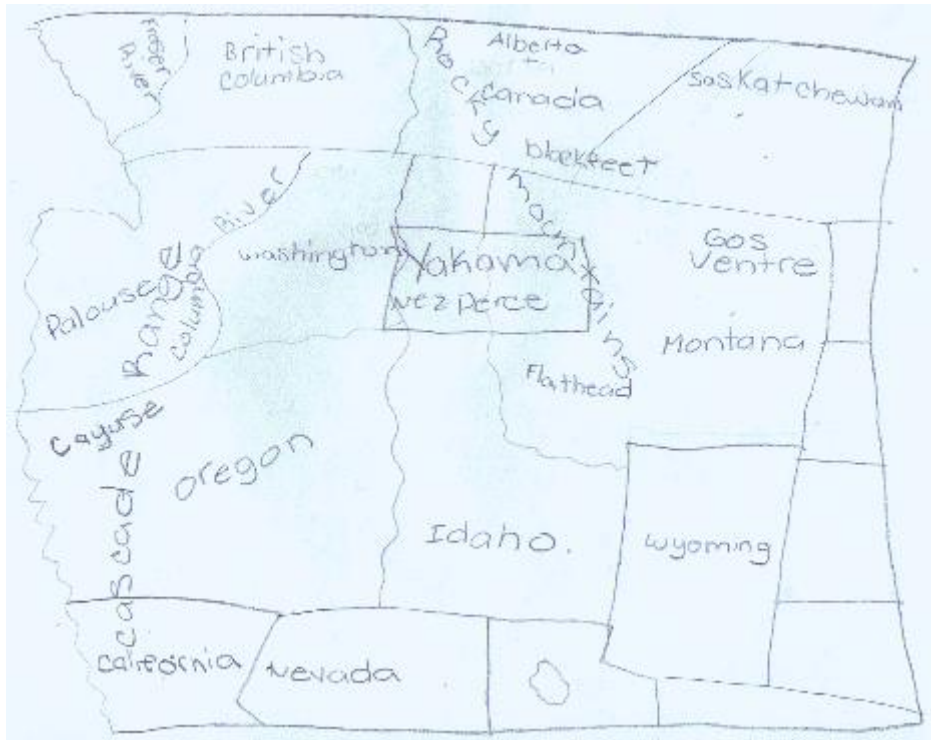 Fraser
River
British
Columbia
Rocky
Alberta
Canada
Saskatchewan
blackfeet
mountains
River
Columbia
Washington
Yakama
Nez perce
Gos
Ventre
Palouse
Range
Montana
Flathead
Cayuse
Cascade
Oregon
Idaho.
Wyoming
California
Nevada